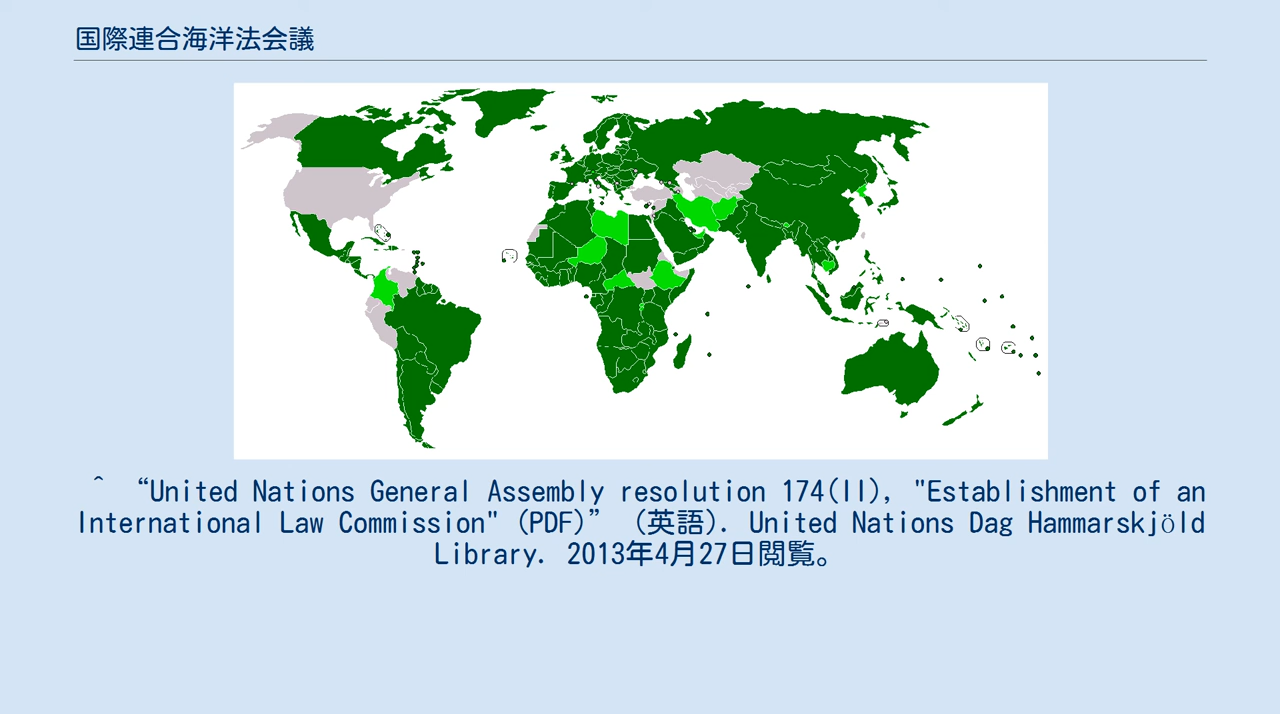 国際連合海洋法会議
^ “United Nations General Assembly resolution 174(II), "Establishment of an
International Law Commission" (PDF)” (英語). United Nations Dag Hammarskjöld
Library. 2013年4月27日閲覧。